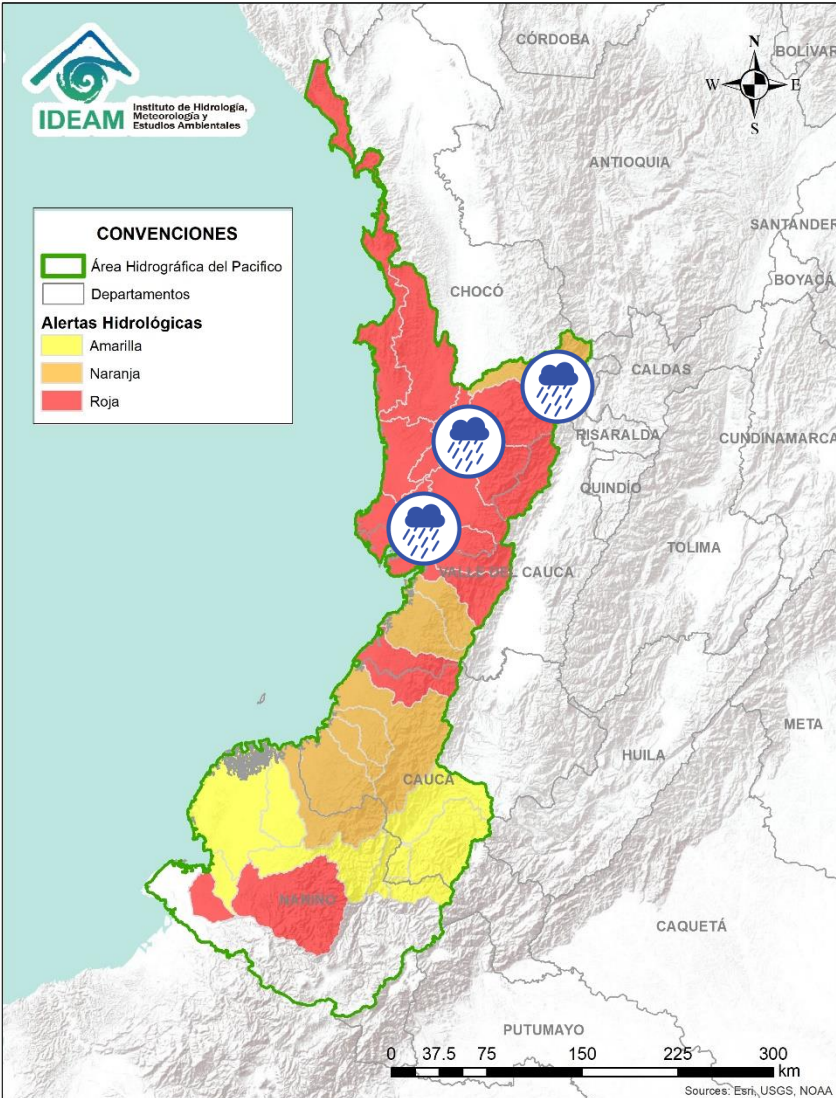 IDEAM
Instituto de Hidrología,
Meteorología y
Estudios Ambientales
N
W
E
S
CÓRDOBA
BOLÍVAR
ANTIOQUIA
SANTANDER
BOYACÁ
CHOCÓ
CALDAS
RISARALDA
CUNDINAMARCA
QUINDÍO
TOLIMA
VALLE DEL CAUCA
META
HUILA
CAUCA
NARIÑO
CAQUETÁ
PUTUMAYO
CONVENCIONES
Área Hidrográfica del Pacifico
Departamentos
Alertas Hidrológicas
Amarilla
Naranja
Roja
0 37.5 75 150 225 300
km
Sources: Esri, USGS, NOAA